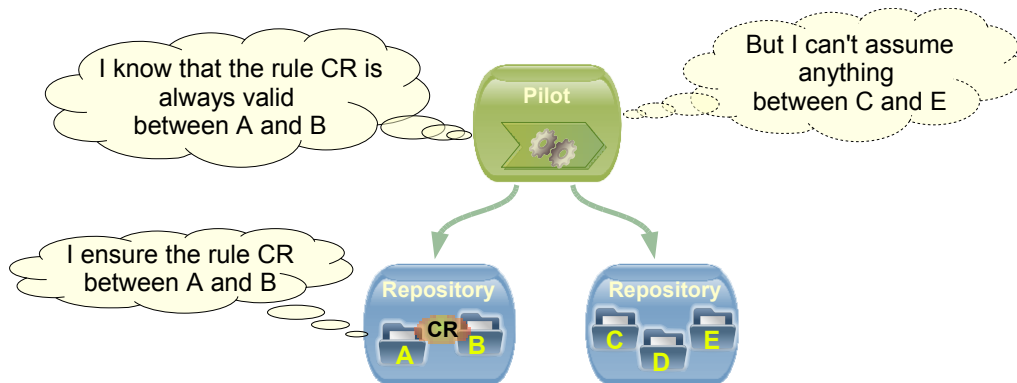 I know that the rule CR is
always valid
between A and B
Pilot
But I can't assume
anything
between C and E
I ensure the rule CR
between A and B
Repository
CR
A
B
Repository
C
D
E